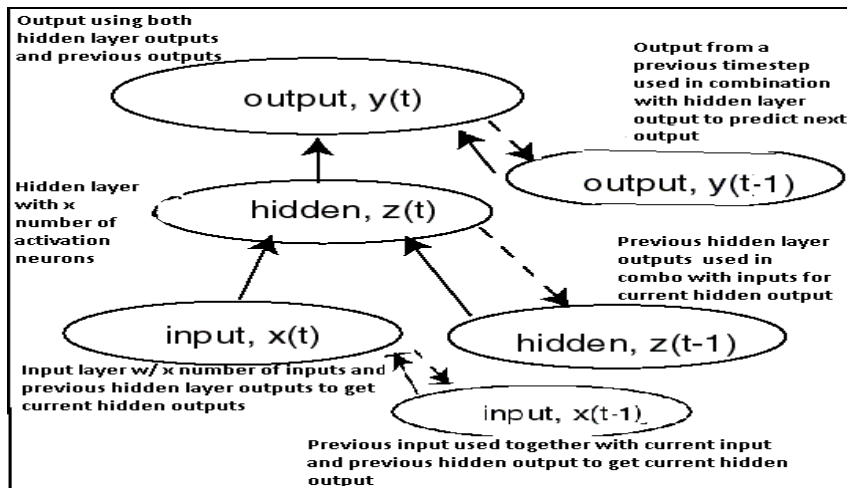 Output using both
hidden layer outputs
and previous outputs
output, y(t)
Output from a
previous timestep
used in combination
with hidden layer
output to predict next
output
output, y(t-1)
Hidden layer
with x
number of
activation
neurons
hidden, z(t)
Previous hidden layer
outputs used in
combo with inputs for
current hidden output
input, x(t)
hidden, z(t-1)
Input layer w/ x number of inputs and
previous hidden layer outputs to get
current hidden outputs
input, x(t-1)
Previous input used together with current input
and previous hidden output to get current hidden
output